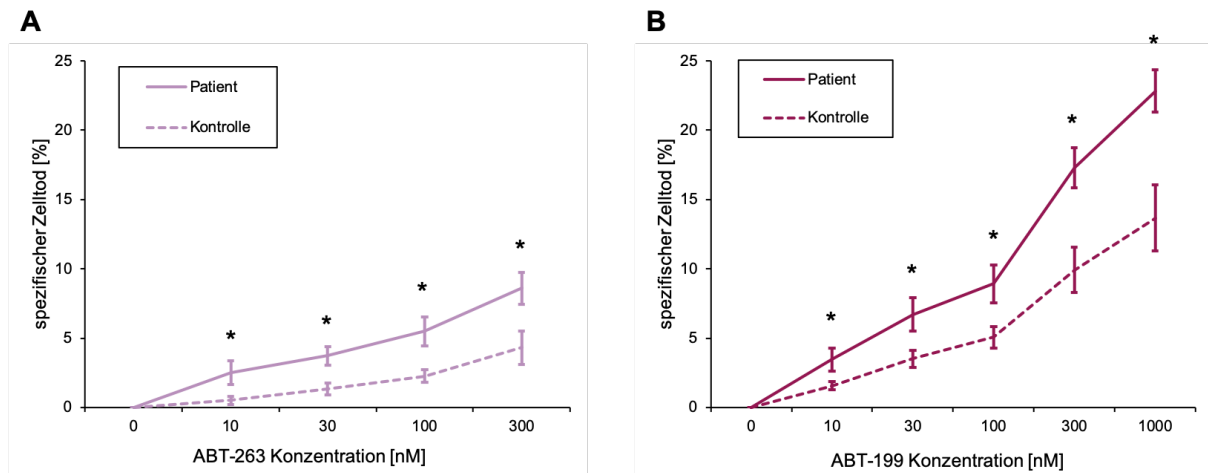 A
25
20
15
10
5
0
spezifischer Zelltod [%]
Patient
Kontrolle
*
*
*
*
0 10 30 100 300
ABT-263 Konzentration [nM]
B
25
20
15
10
5
0
spezifischer Zelltod [%]
Patient
Kontrolle
*
*
*
*
*
0 10 30 100 300 1000
ABT-199 Konzentration [nM]